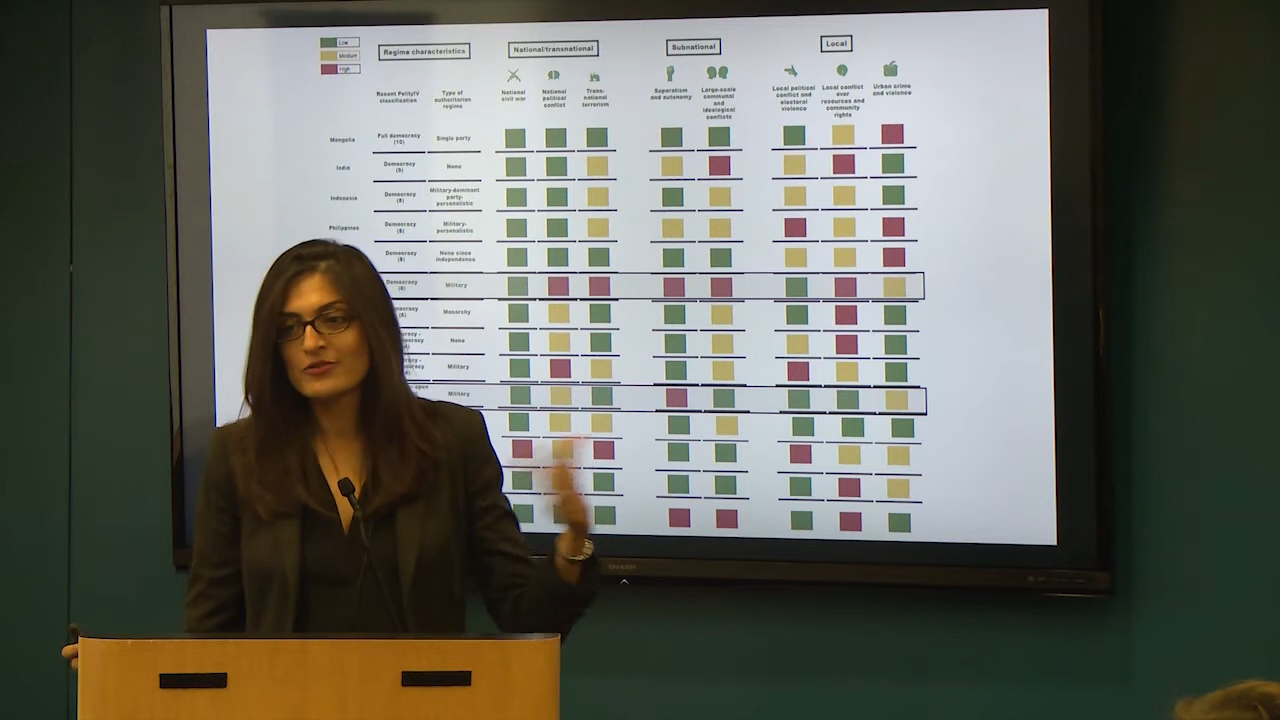 Low
Medium
High
Regime characteristics
National/transnational
Subnational
Local
Recent PolityIV
classification
Type of
authoritarian
regime
National
civil war
National
political
conflict
Trans-
national
terrorism
Separatism
and autonomy
Large-scale
communal
and
ideological
conflicts
Local political
conflict and
electoral
violence
Local conflict
over
resources and
community
rights
Urban crime
and violence
Mongolia
Full democracy
(10)
Single party
India
Democracy
(9)
None
Indonesia
Democracy
(8)
Military-dominant
party-
personalistic
Philippines
Democracy
(8)
Military-
personalistic
Democracy
(8)
None since
independence
Democracy
(6)
Military
(6)
Monarchy
None
Military
open
Military
SHARP